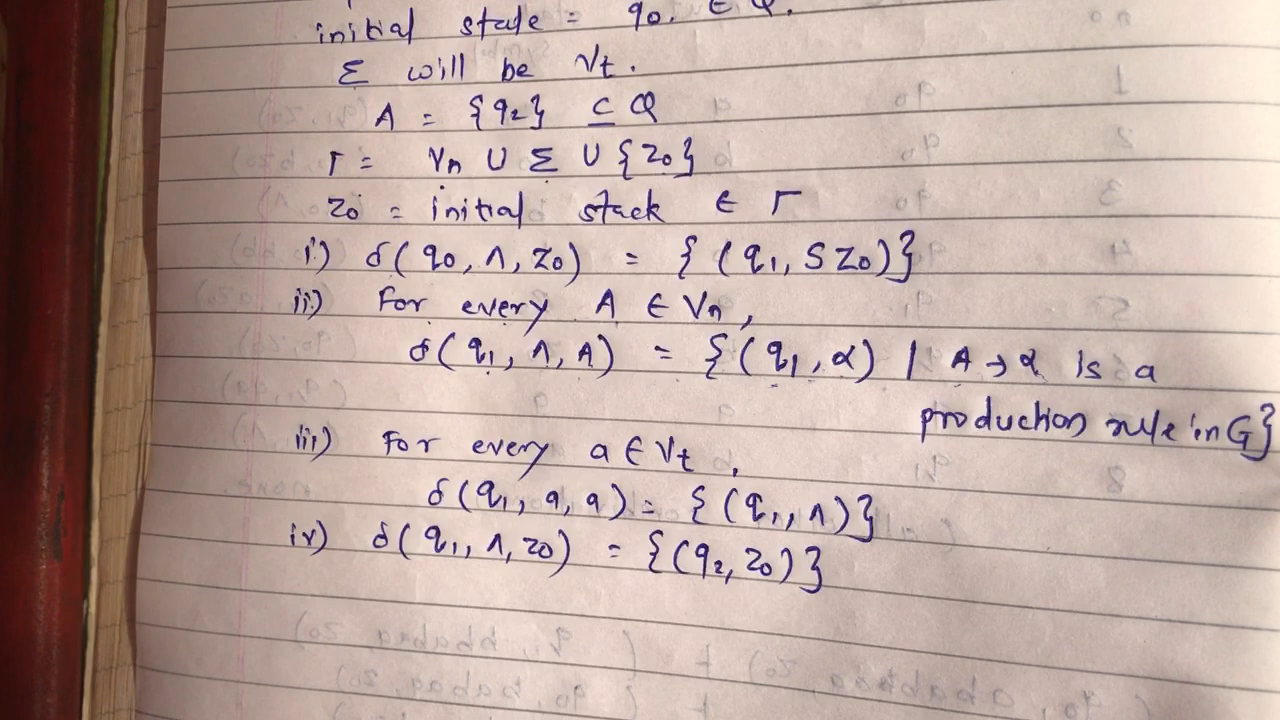 initial state = q0 ∈ Q.
Σ will be Vt.
A = {q2} ⊆ Q
Γ = Vn ∪ Σ ∪ {Z0}
Z0 = initial stack ∈ Γ
i) δ(q0, Λ, Z0) = {(q1, S Z0)}
ii) For every A ∈ Vn,
δ(q1, Λ, A) = {(q1, α) | A → α is a
production rule in G}
iii) For every a ∈ Vt,
δ(q1, a, a) = {(q1, Λ)}
iv) δ(q1, Λ, Z0) = {(q2, Z0)}